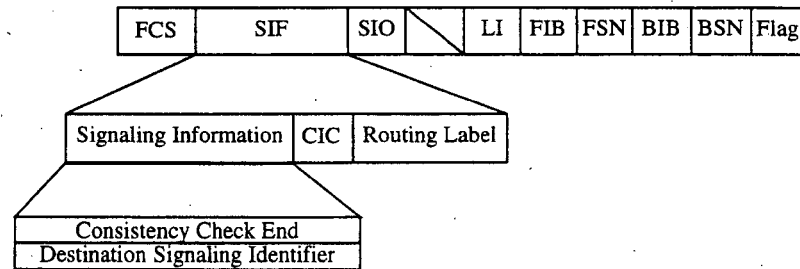 FCS SIF SIO LI FIB FSN BIB BSN Flag
Signaling Information CIC Routing Label
Consistency Check End
Destination Signaling Identifier